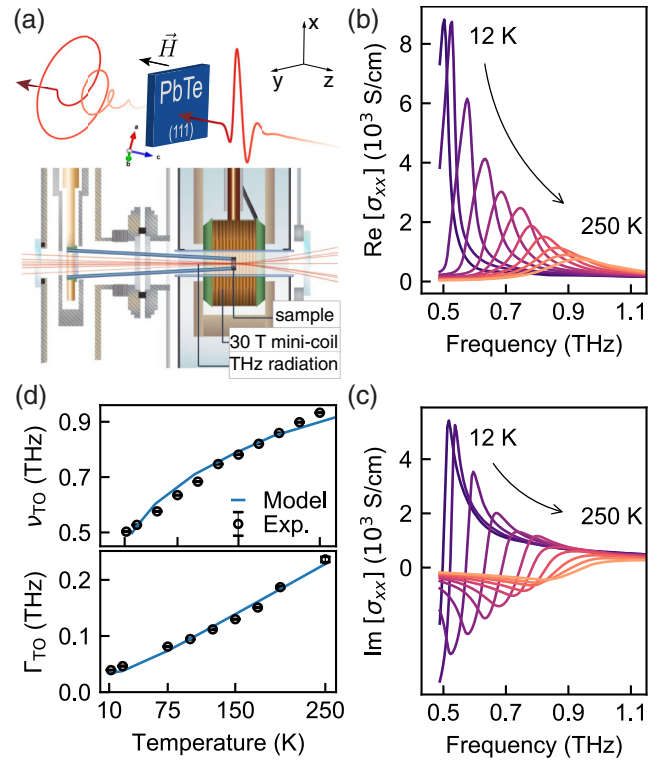 (a)
H
x
y
z
PbTe
(111)
a
b
c
sample
30 T mini-coil
THz radiation
(b)
Re [σxx] (10³ S/cm)
8
6
4
2
0
12 K
250 K
0.5 0.7 0.9 1.1
Frequency (THz)
(d)
νTO (THz)
0.9
0.7
0.5
Model
Exp.
ΓTO (THz)
0.2
0.1
0.0
10 75 150 250
Temperature (K)
(c)
Im [σxx] (10³ S/cm)
4
2
0
12 K
250 K
0.5 0.7 0.9 1.1
Frequency (THz)